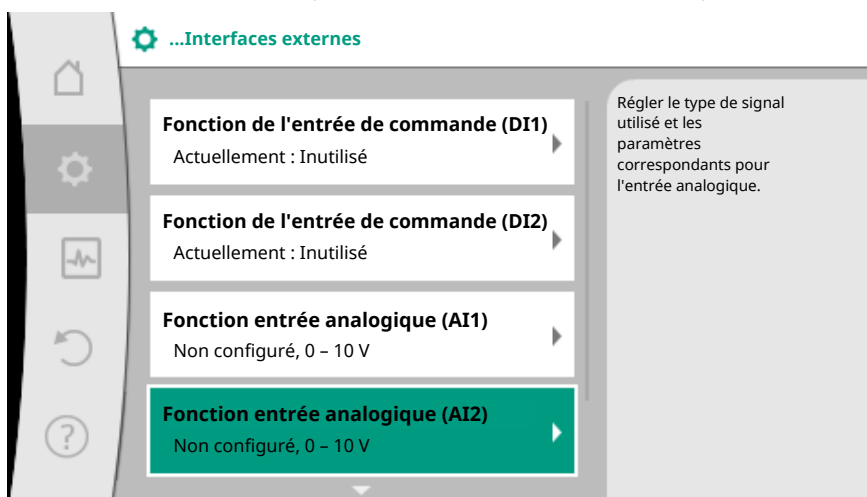 ...Interfaces externes
Fonction de l'entrée de commande (DI1)
Actuellement : Inutilisé
Fonction de l'entrée de commande (DI2)
Actuellement : Inutilisé
Fonction entrée analogique (AI1)
Non configuré, 0 – 10 V
Fonction entrée analogique (AI2)
Non configuré, 0 – 10 V
Régler le type de signal
utilisé et les
paramètres
correspondants pour
l'entrée analogique.
?